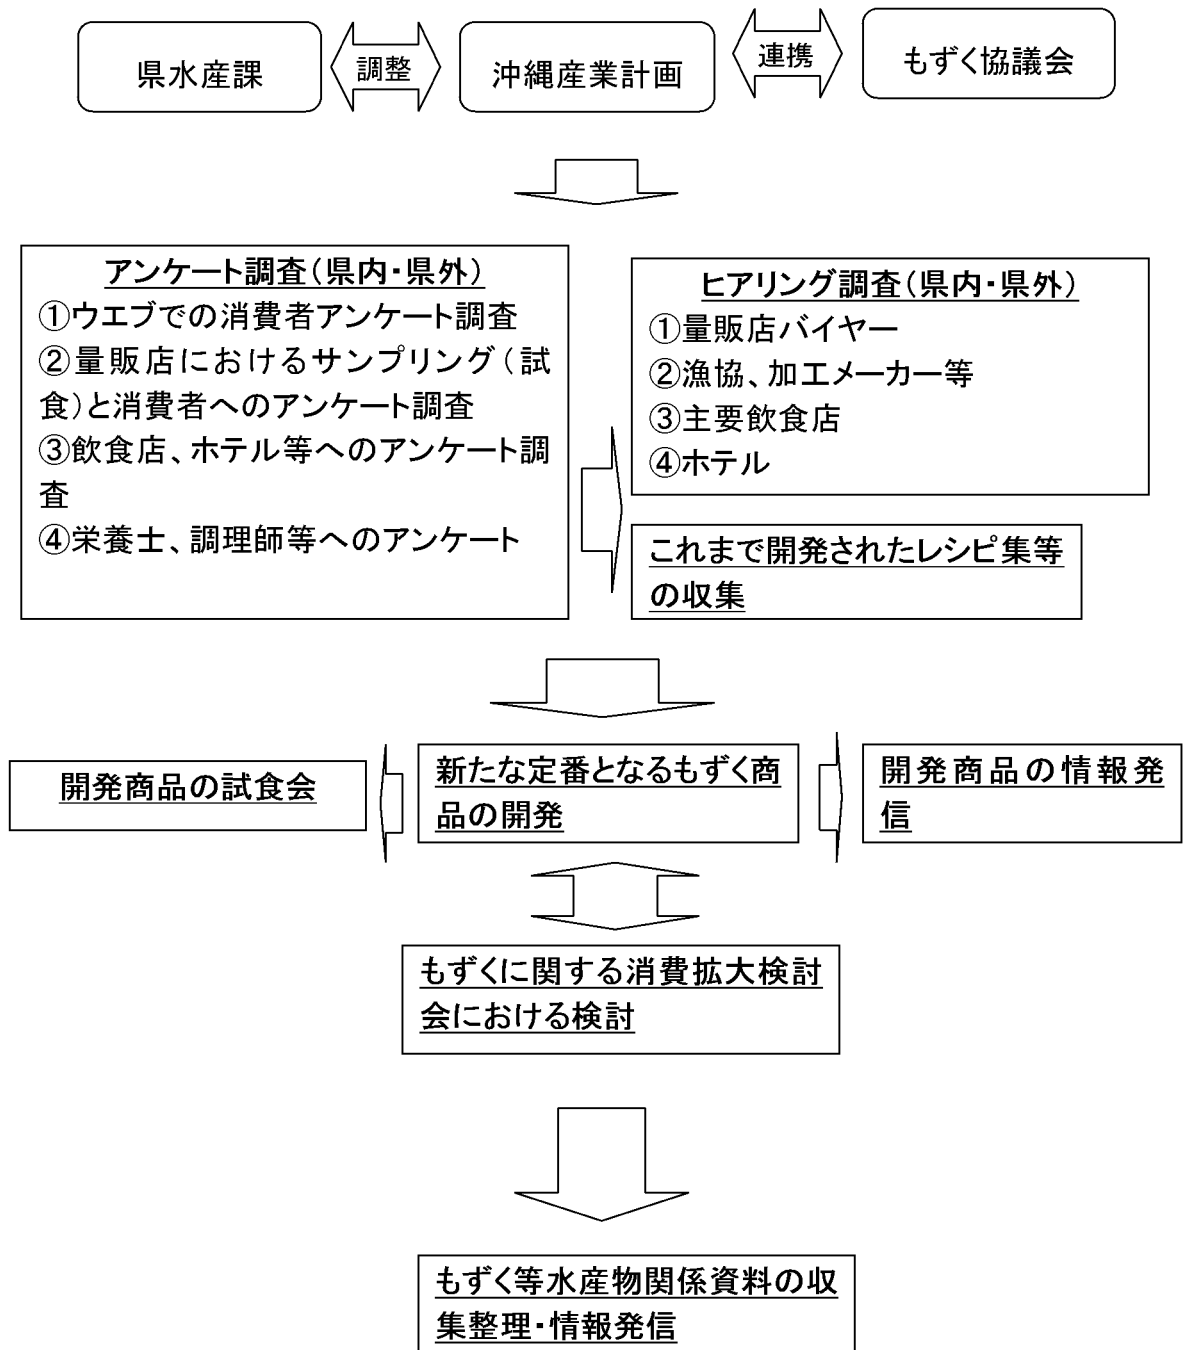 県水産課
調整
沖縄産業計画
連携
もずく協議会
アンケート調査(県内・県外)
①ウエブでの消費者アンケート調査
②量販店におけるサンプリング(試
食)と消費者へのアンケート調査
③飲食店、ホテル等へのアンケート調
査
④栄養士、調理師等へのアンケート
ヒアリング調査(県内・県外)
①量販店バイヤー
②漁協、加工メーカー等
③主要飲食店
④ホテル
これまで開発されたレシピ集等
の収集
開発商品の試食会
新たな定番となるもずく商
品の開発
開発商品の情報発
信
もずくに関する消費拡大検討
会における検討
もずく等水産物関係資料の収
集整理・情報発信